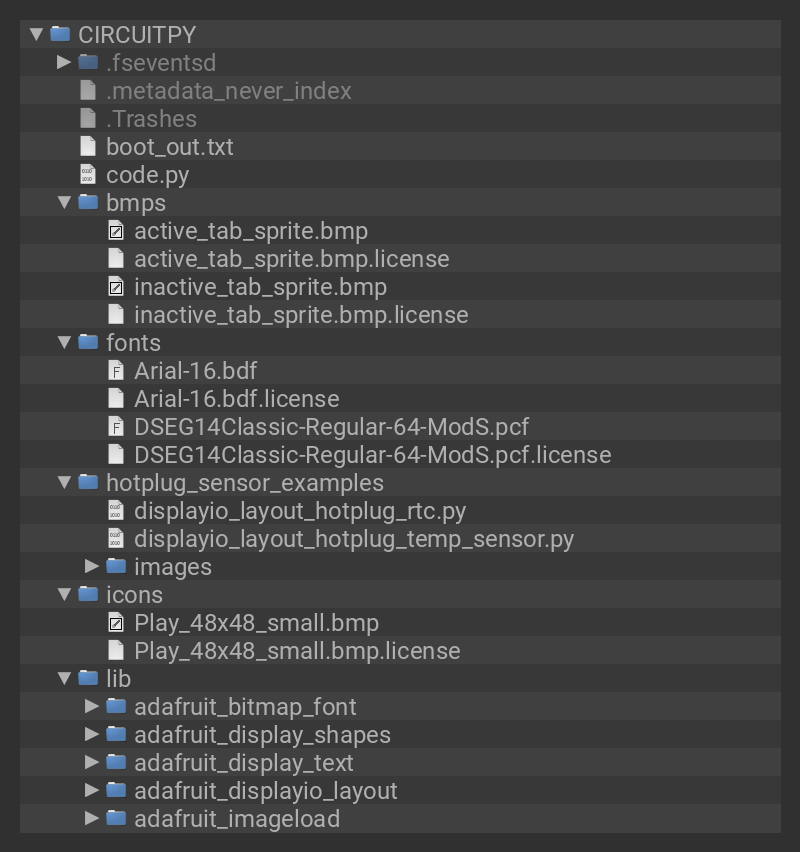 CIRCUITPY
.fseventsd
.metadata_never_index
.Trashes
boot_out.txt
code.py
bmps
active_tab_sprite.bmp
active_tab_sprite.bmp.license
inactive_tab_sprite.bmp
inactive_tab_sprite.bmp.license
fonts
Arial-16.bdf
Arial-16.bdf.license
DSEG14Classic-Regular-64-ModS.pcf
DSEG14Classic-Regular-64-ModS.pcf.license
hotplug_sensor_examples
displayio_layout_hotplug_rtc.py
displayio_layout_hotplug_temp_sensor.py
images
icons
Play_48x48_small.bmp
Play_48x48_small.bmp.license
lib
adafruit_bitmap_font
adafruit_display_shapes
adafruit_display_text
adafruit_displayio_layout
adafruit_imageload